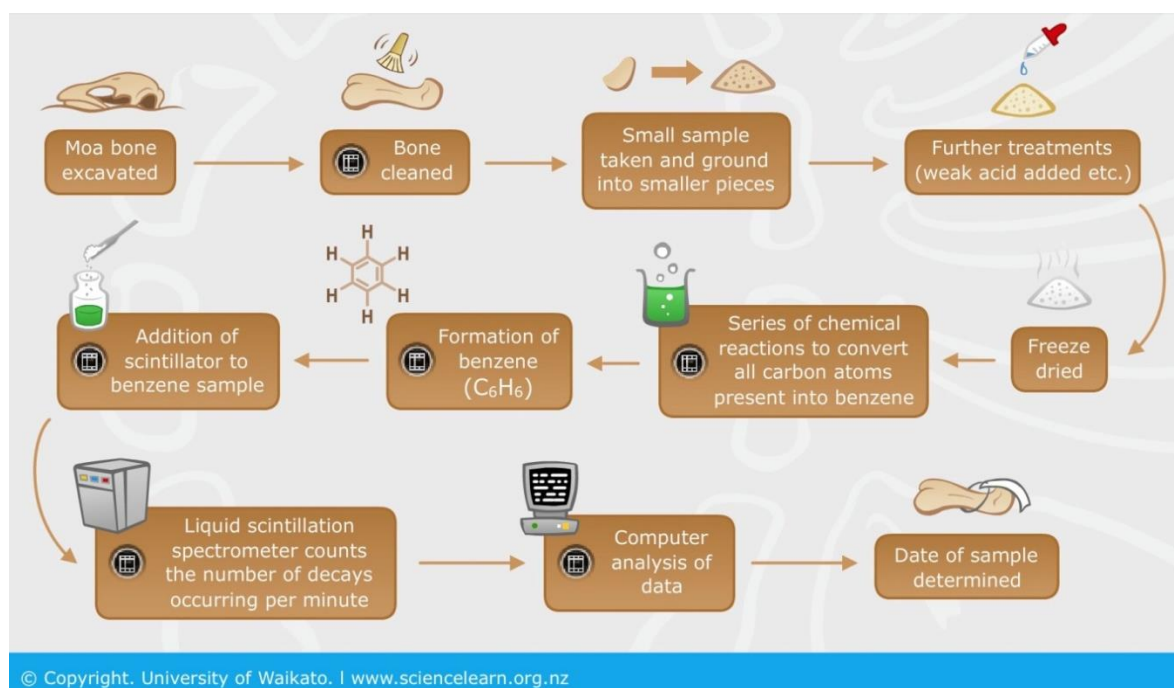 Moa bone
excavated
Bone
cleaned
Small sample
taken and ground
into smaller pieces
Further treatments
(weak acid added etc.)
Freeze
dried
Series of chemical
reactions to convert
all carbon atoms
present into benzene
H
H
H
H
H
H
Formation of
benzene
(C₆H₆)
Addition of
scintillator to
benzene sample
Liquid scintillation
spectrometer counts
the number of decays
occurring per minute
Computer
analysis of
data
Date of sample
determined
© Copyright. University of Waikato. l www.sciencelearn.org.nz